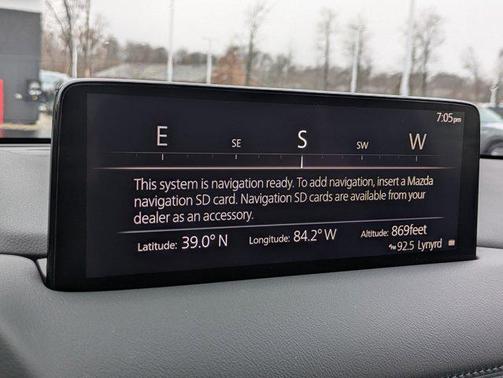 7:05 pm
E SE S SW W
This system is navigation ready. To add navigation, insert a Mazda
navigation SD card. Navigation SD cards are available from your
dealer as an accessory.
Latitude: 39.0° N Longitude: 84.2° W Altitude: 869feet
92.5 Lynyrd